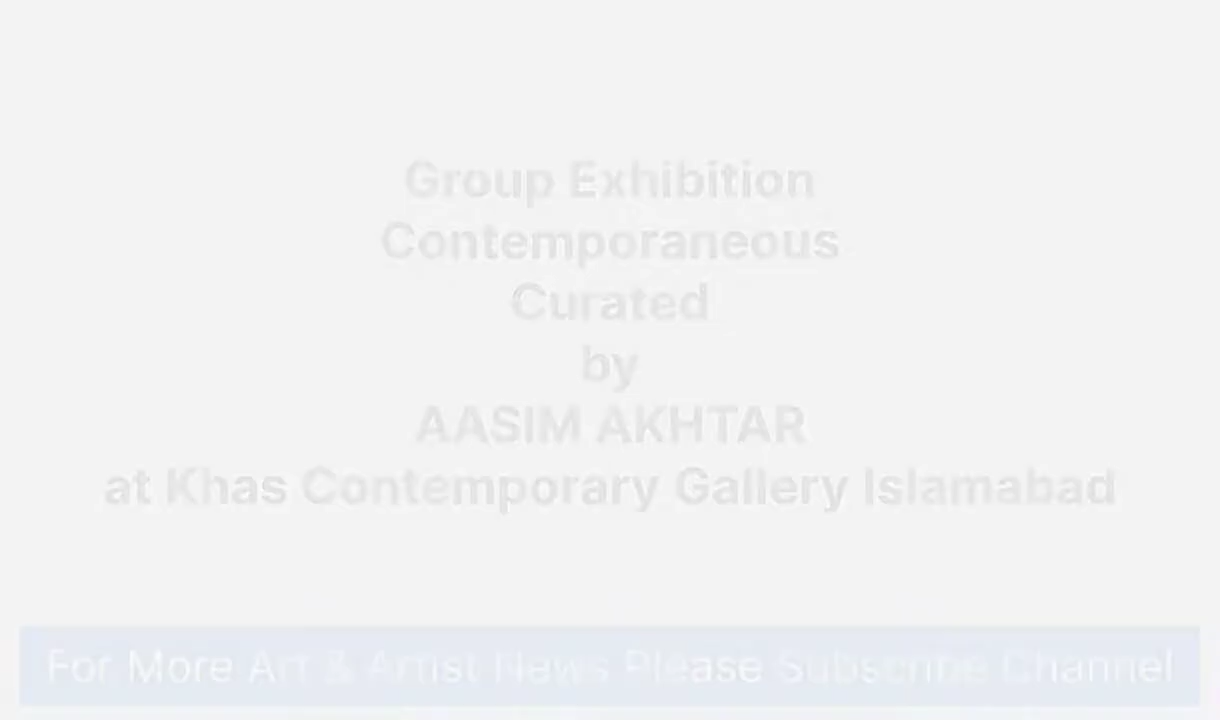 Group Exhibition
Contemporaneous
Curated
by
AASIM AKHTAR
at Khas Contemporary Gallery Islamabad
For More Art & Artist News Please Subscribe Channel